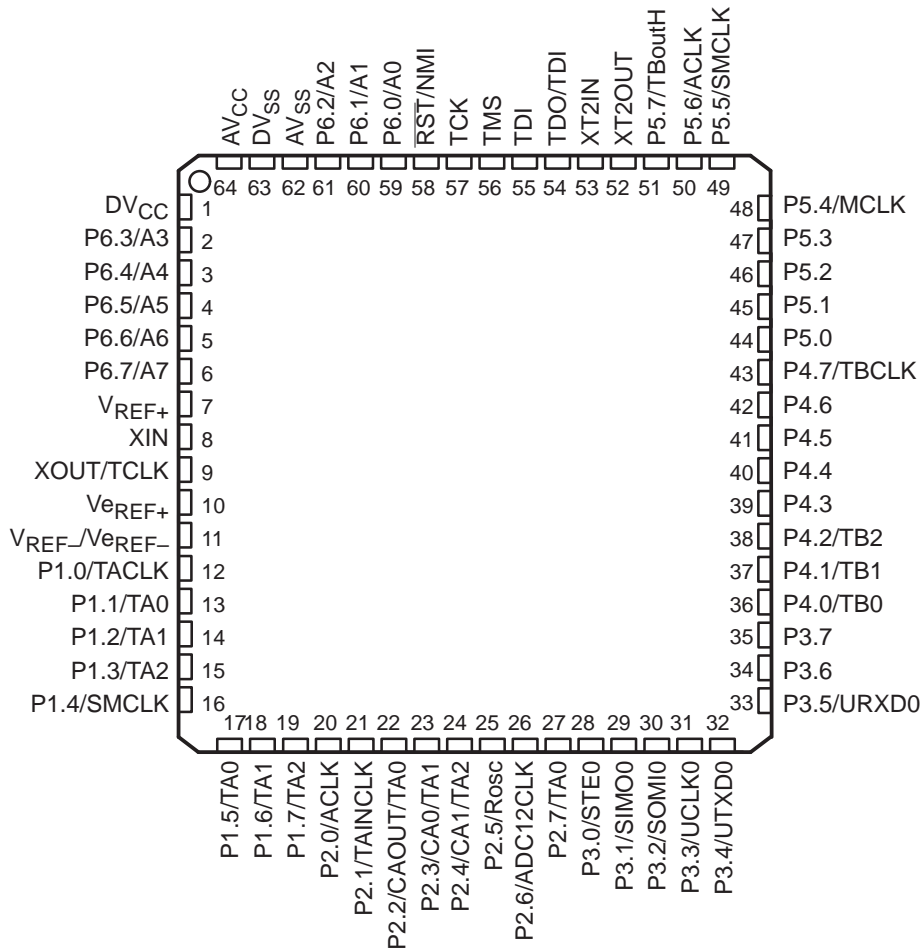 AVCC
DVSS
AVSS
P6.2/A2
P6.1/A1
P6.0/A0
RST/NMI
TCK
TMS
TDI
TDO/TDI
XT2IN
XT2OUT
P5.7/TBoutH
P5.6/ACLK
P5.5/SMCLK
64 63 62 61 60 59 58 57 56 55 54 53 52 51 50 49
DVCC 1
P6.3/A3 2
P6.4/A4 3
P6.5/A5 4
P6.6/A6 5
P6.7/A7 6
VREF+ 7
XIN 8
XOUT/TCLK 9
VeREF+ 10
VREF–/VeREF– 11
P1.0/TACLK 12
P1.1/TA0 13
P1.2/TA1 14
P1.3/TA2 15
P1.4/SMCLK 16
48 P5.4/MCLK
47 P5.3
46 P5.2
45 P5.1
44 P5.0
43 P4.7/TBCLK
42 P4.6
41 P4.5
40 P4.4
39 P4.3
38 P4.2/TB2
37 P4.1/TB1
36 P4.0/TB0
35 P3.7
34 P3.6
33 P3.5/URXD0
17 18 19 20 21 22 23 24 25 26 27 28 29 30 31 32
P1.5/TA0
P1.6/TA1
P1.7/TA2
P2.0/ACLK
P2.1/TAINCLK
P2.2/CAOUT/TA0
P2.3/CA0/TA1
P2.4/CA1/TA2
P2.5/Rosc
P2.6/ADC12CLK
P2.7/TA0
P3.0/STE0
P3.1/SIMO0
P3.2/SOMI0
P3.3/UCLK0
P3.4/UTXD0